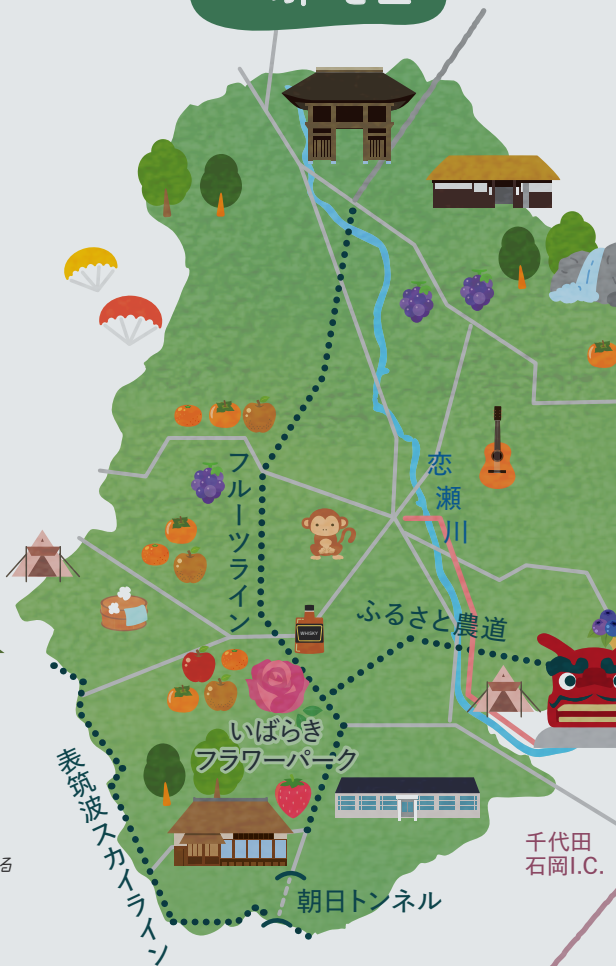 恋瀬川
フルーツライン
WHISKY
ふるさと農道
いばらき
フラワーパーク
表筑波スカイライン
千代田
石岡I.C.
る
朝日トンネル